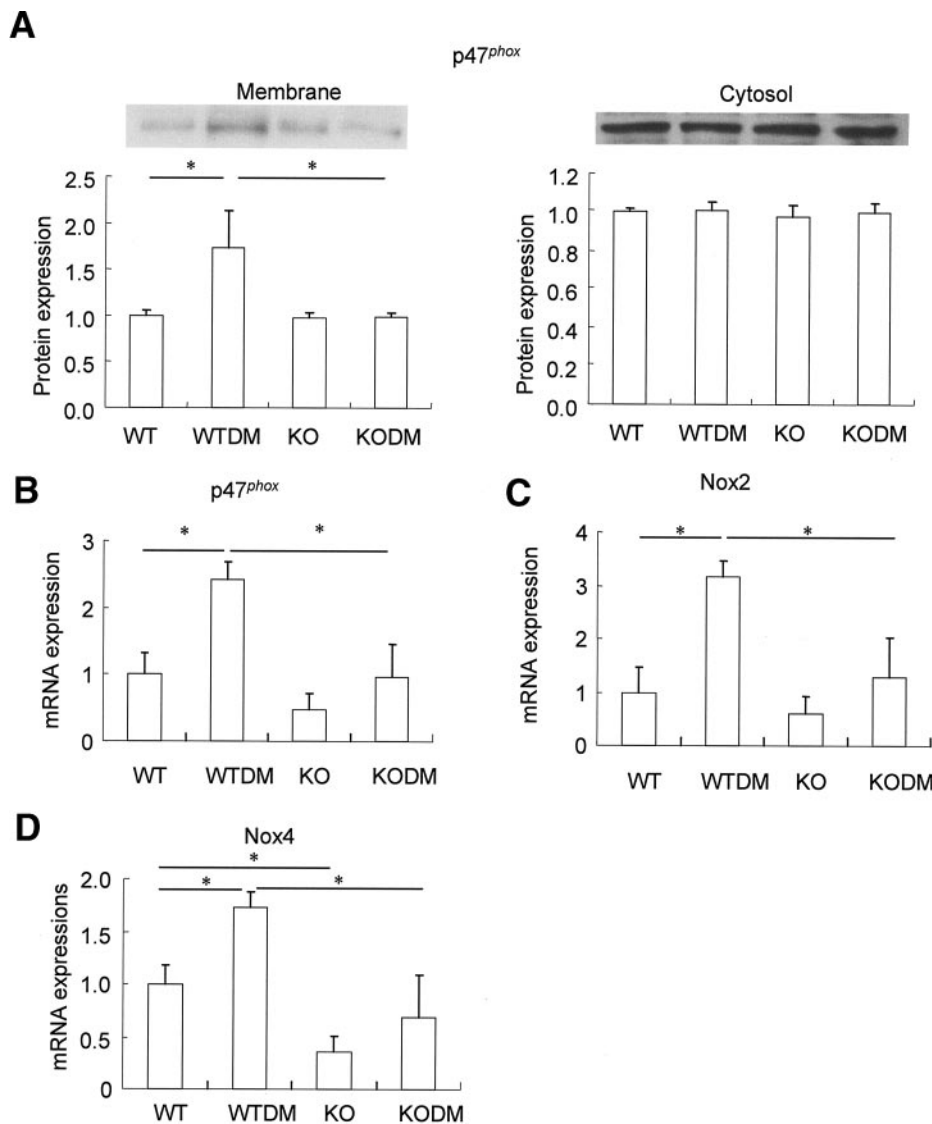 A
p47phox
Membrane
Cytosol
*
*
2.5
2.0
1.5
1.0
0.5
0.0
Protein expression
WT WTDM KO KODM
1.2
1.0
0.8
0.6
0.4
0.2
0.0
Protein expression
WT WTDM KO KODM
B
p47phox
*
*
3
2
1
0
mRNA expression
WT WTDM KO KODM
C
Nox2
*
*
4
3
2
1
0
mRNA expression
WT WTDM KO KODM
D
Nox4
*
*
*
2.0
1.5
1.0
0.5
0
mRNA expressions
WT WTDM KO KODM